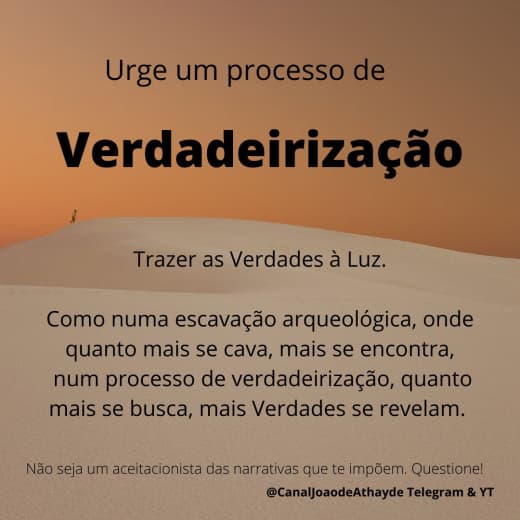 Urge um processo de
Verdadeirização
Trazer as Verdades à Luz.
Como numa escavação arqueológica, onde
quanto mais se cava, mais se encontra,
num processo de verdadeirização, quanto
mais se busca, mais Verdades se revelam.
Não seja um aceitacionista das narrativas que te impõem. Questione!
@CanalJoaodeAthayde Telegram & YT